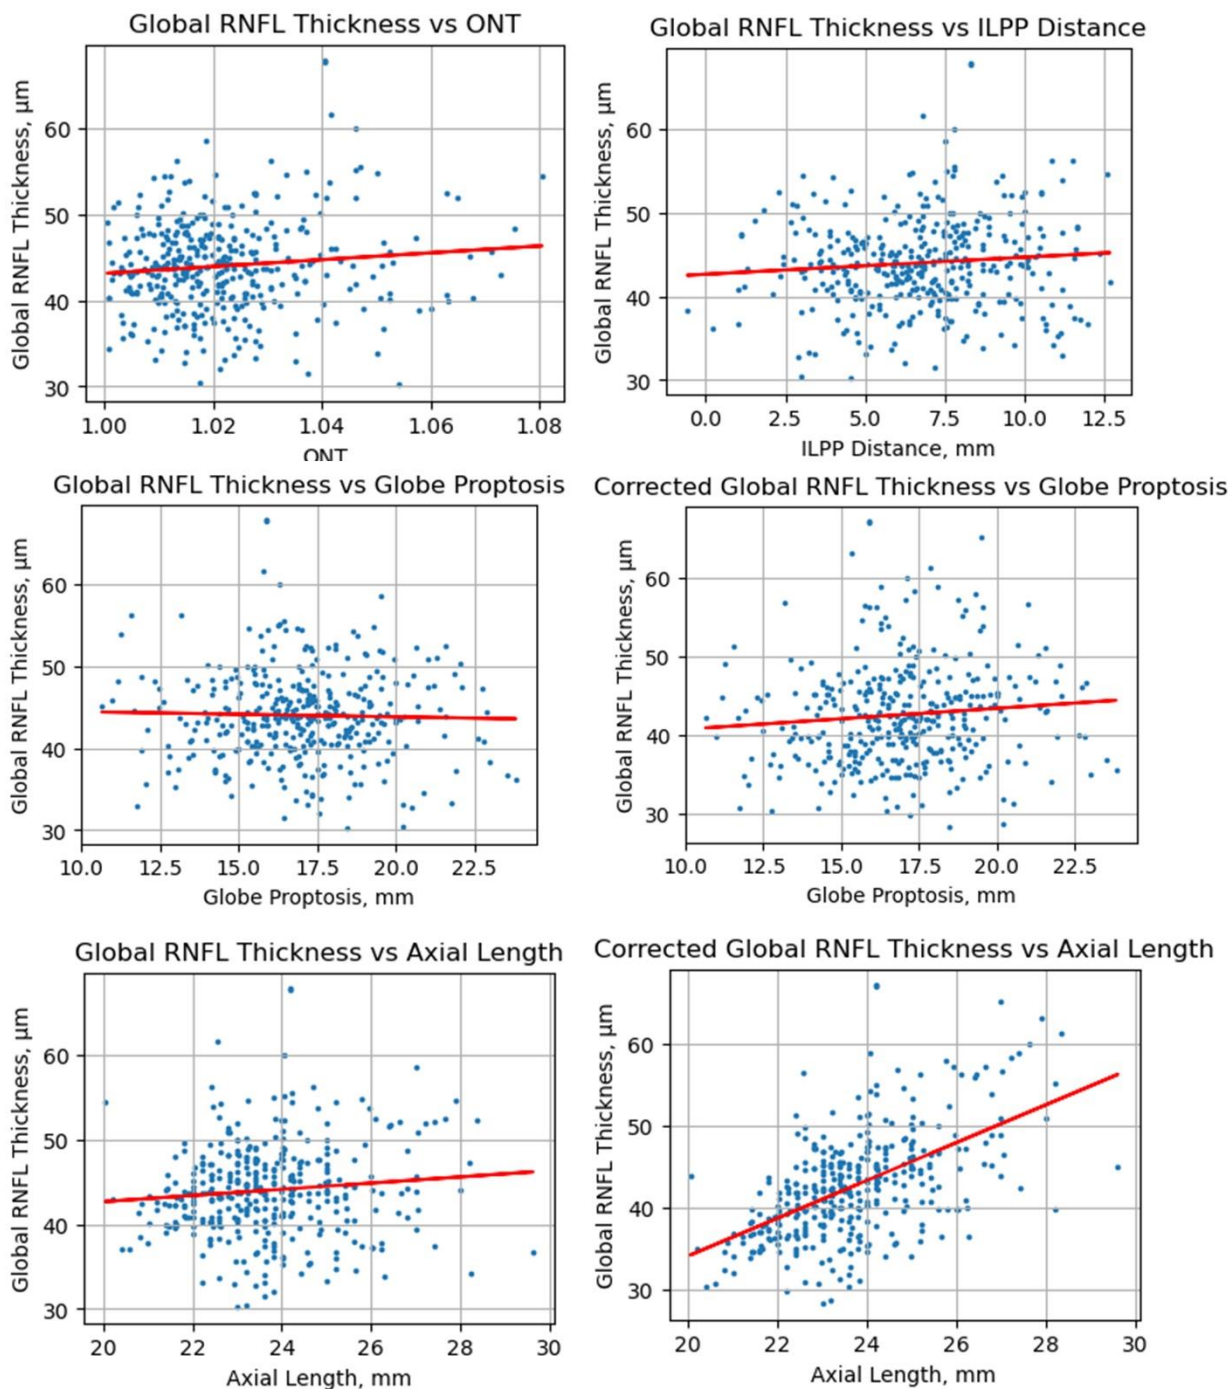 Global RNFL Thickness vs ONT
Global RNFL Thickness, μm
60
50
40
30
1.00 1.02 1.04 1.06 1.08
ONT
Global RNFL Thickness vs ILPP Distance
Global RNFL Thickness, μm
60
50
40
30
0.0 2.5 5.0 7.5 10.0 12.5
ILPP Distance, mm
Global RNFL Thickness vs Globe Proptosis
Global RNFL Thickness, μm
60
50
40
30
10.0 12.5 15.0 17.5 20.0 22.5
Globe Proptosis, mm
Corrected Global RNFL Thickness vs Globe Proptosis
Global RNFL Thickness, μm
60
50
40
30
10.0 12.5 15.0 17.5 20.0 22.5
Globe Proptosis, mm
Global RNFL Thickness vs Axial Length
Global RNFL Thickness, μm
60
50
40
30
20 22 24 26 28 30
Axial Length, mm
Corrected Global RNFL Thickness vs Axial Length
Global RNFL Thickness, μm
60
50
40
30
20 22 24 26 28 30
Axial Length, mm